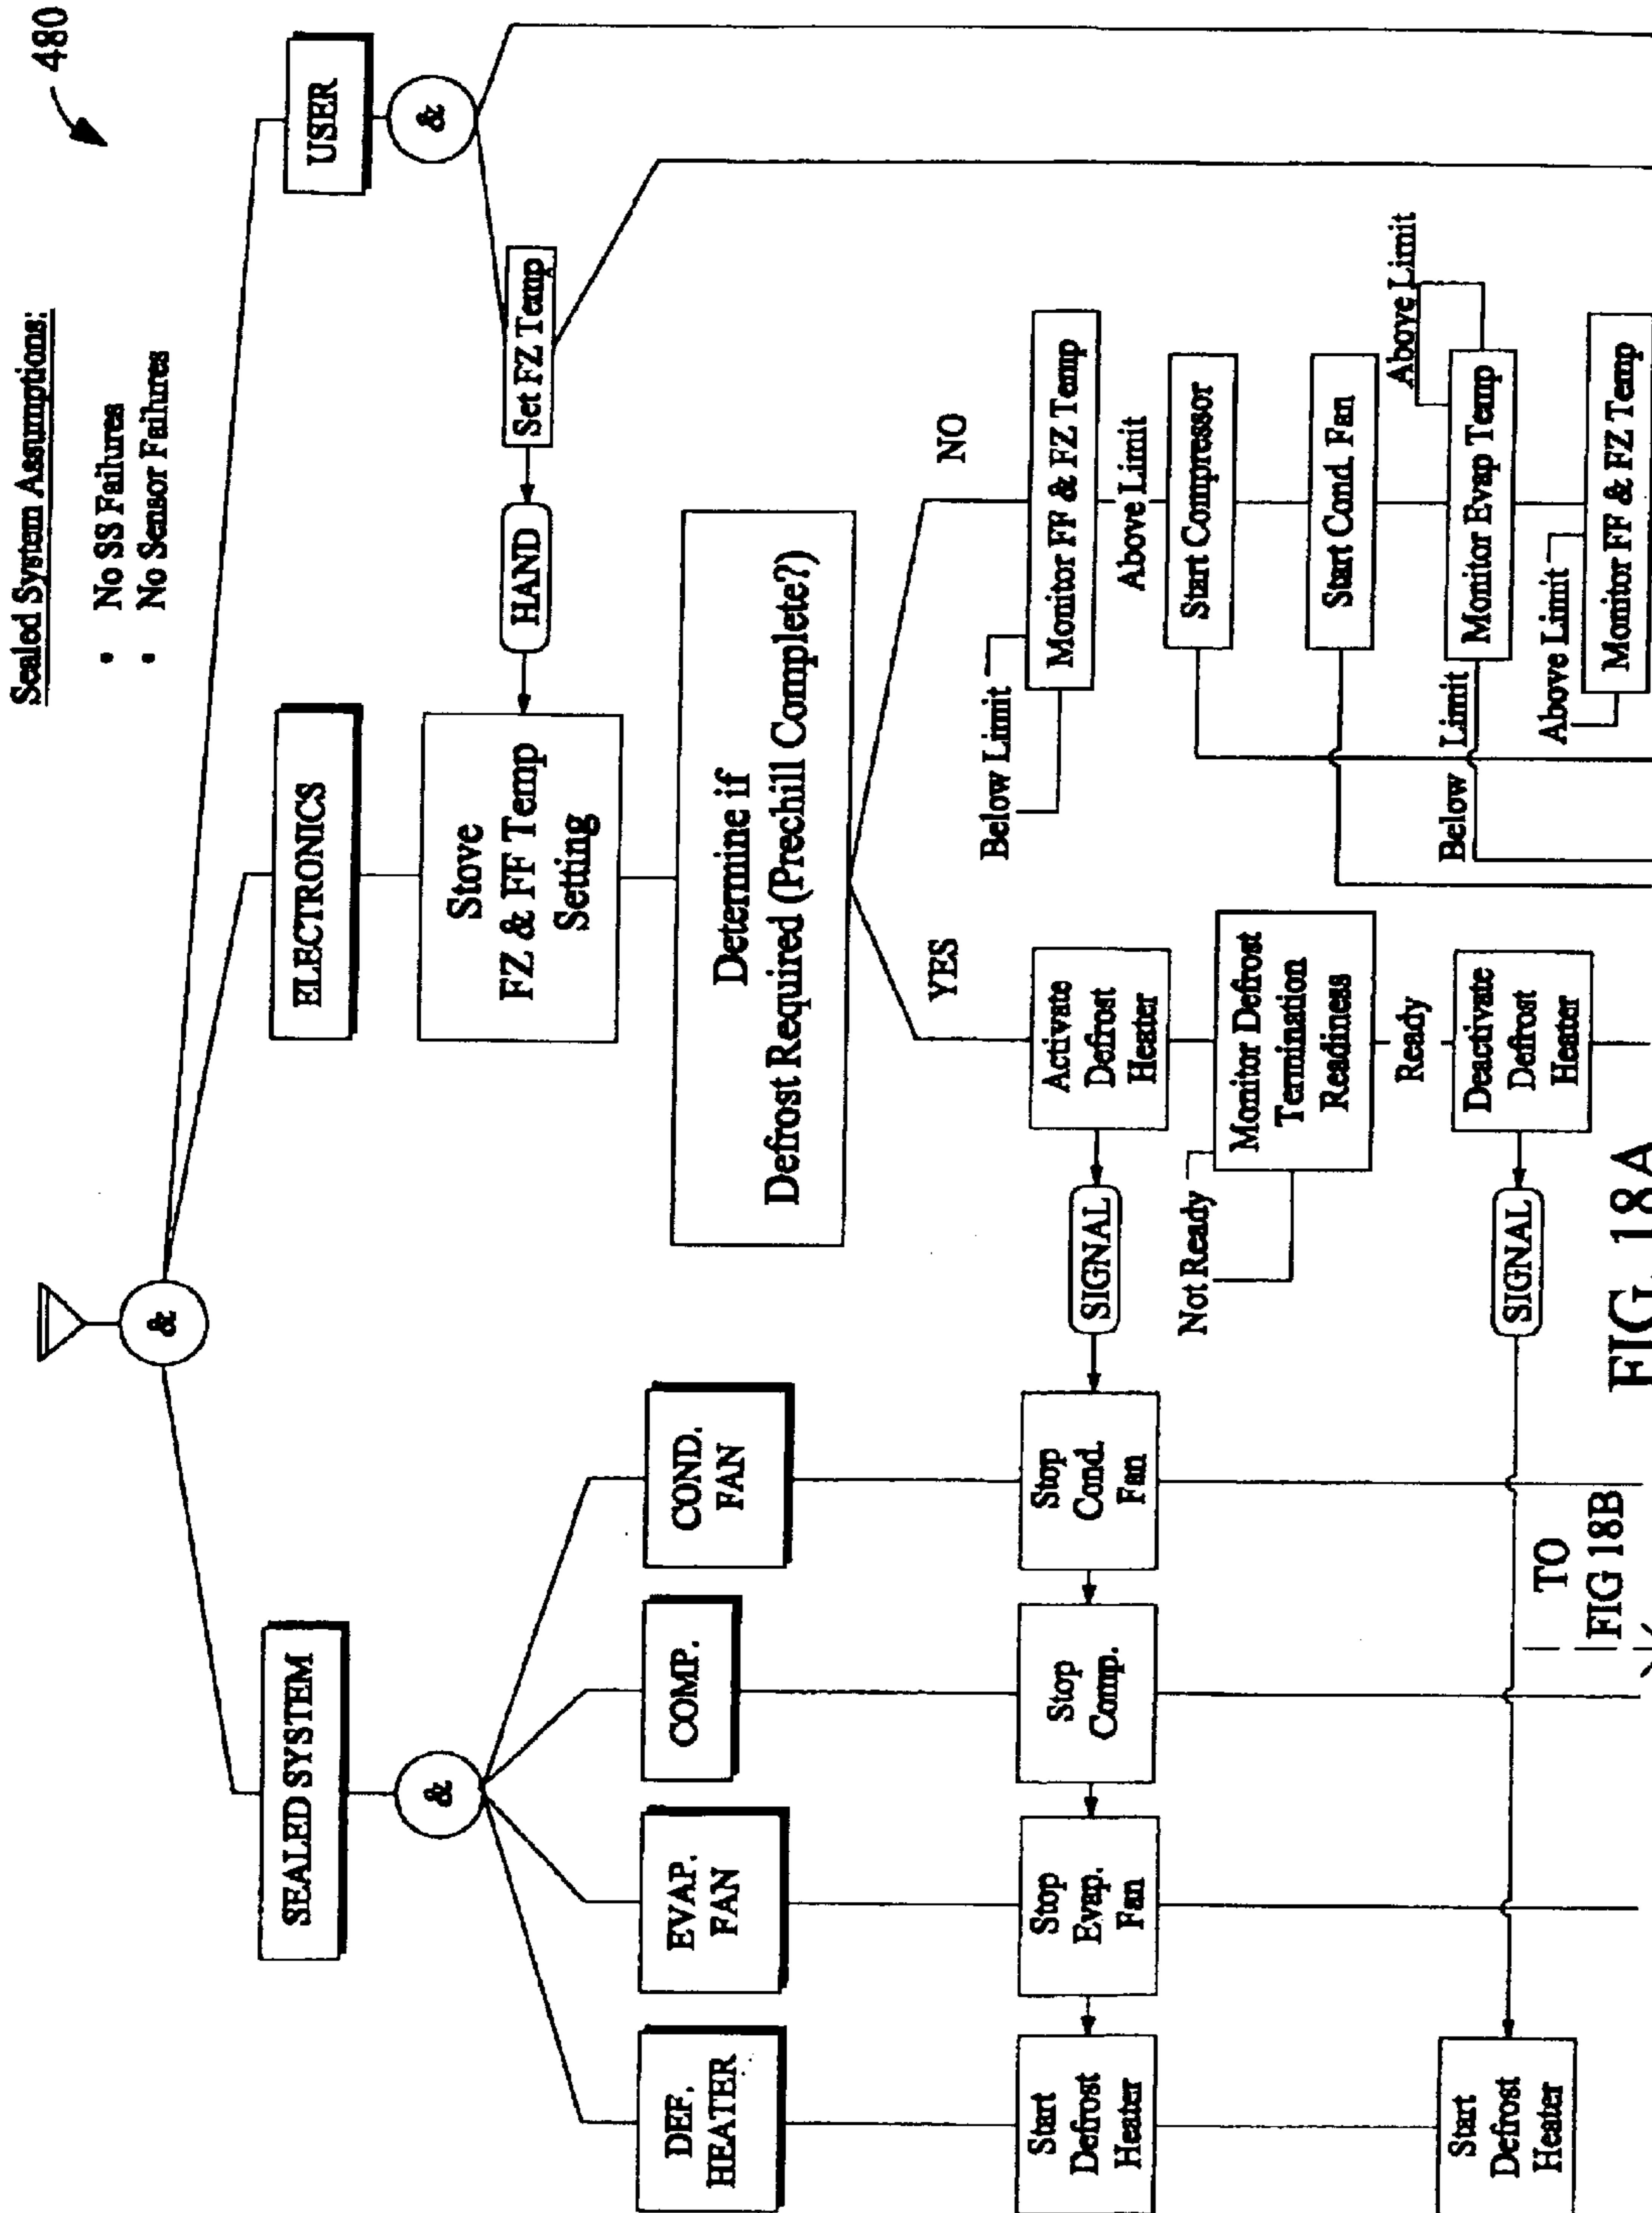 480
Sealed System Assumptions:
• No SS Failures
• No Sensor Failures
&
SEALED SYSTEM
ELECTRONICS
USER
&
&
DEF.
HEATER
EVAP.
FAN
COMP.
COND.
FAN
Stove
FZ & FF Temp
Setting
HAND
Set FZ Temp
Determine if
Defrost Required (Prechill Complete?)
YES
NO
Start
Defrost
Heater
Stop
Evap.
Fan
Stop
Comp.
Stop
Cond.
Fan
SIGNAL
Activate
Defrost
Heater
Below Limit
Monitor FF & FZ Temp
Above Limit
Not Ready
Monitor Defrost
Termination
Readiness
Start Compressor
Ready
Start Cond. Fan
Start
Defrost
Heater
SIGNAL
Deactivate
Defrost
Heater
Below Limit
Monitor Evap Temp
Above Limit
Above Limit
Monitor FF & FZ Temp
TO
FIG 18B
FIG. 18A